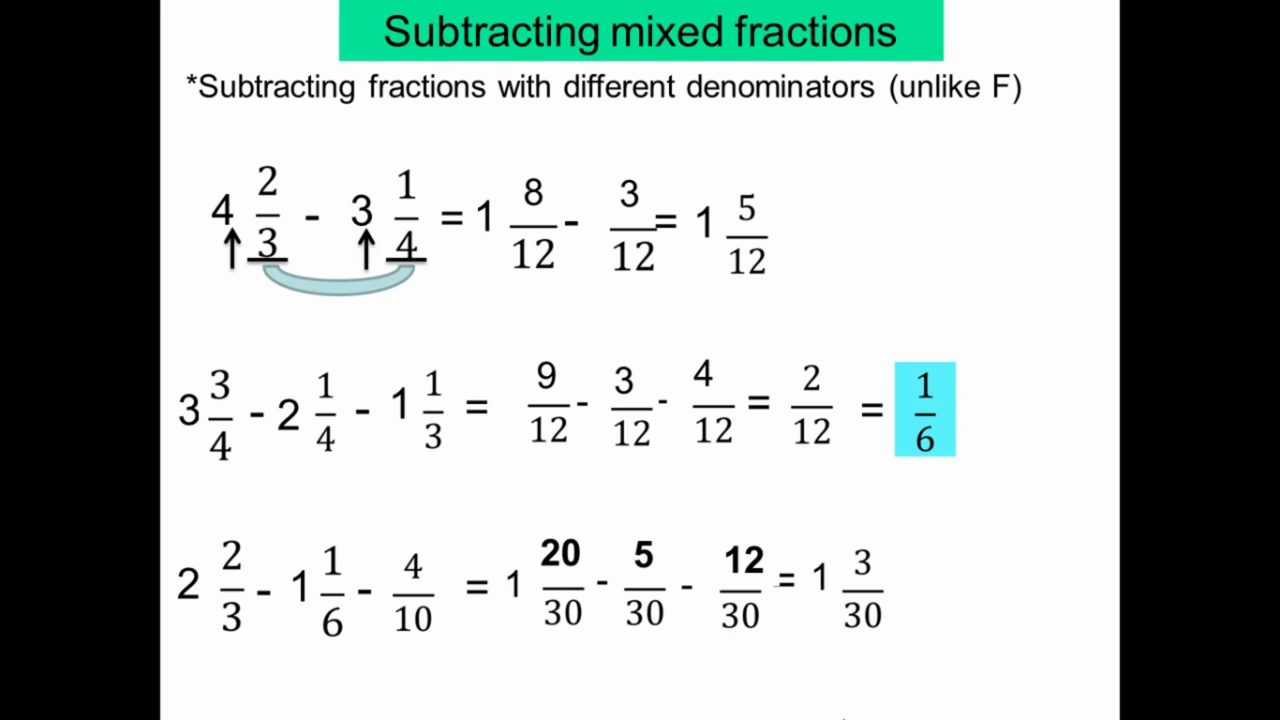 Subtracting mixed fractions
*Subtracting fractions with different denominators (unlike F)
4 2/3 - 3 1/4 = 1 8/12 - 3/12 = 1 5/12
3 3/4 - 2 1/4 - 1 1/3 = 9/12 - 3/12 - 4/12 = 2/12 = 1/6
2 2/3 - 1 1/6 - 4/10 = 1 20/30 - 5/30 - 12/30 = 1 3/30